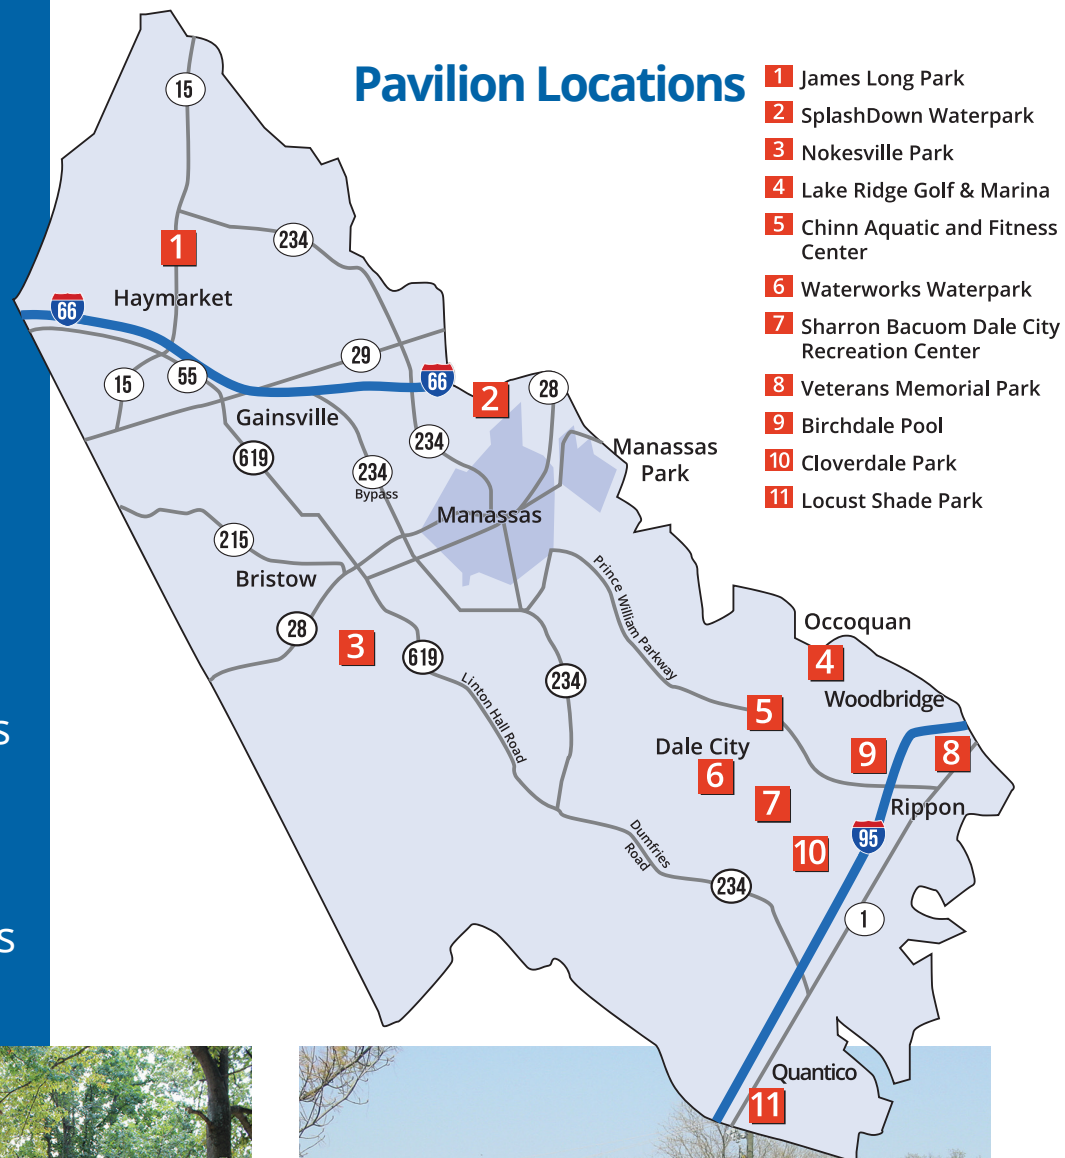 Pavilion Locations
1 James Long Park
2 SplashDown Waterpark
3 Nokesville Park
4 Lake Ridge Golf & Marina
5 Chinn Aquatic and Fitness
Center
6 Waterworks Waterpark
7 Sharron Bacuom Dale City
Recreation Center
8 Veterans Memorial Park
9 Birchdale Pool
10 Cloverdale Park
11 Locust Shade Park
15
234
1
Haymarket
66
29
15
55
66
2
28
Gainsville
619
234
Bypass
234
Manassas
Park
Manassas
215
Bristow
28
3
619
Linton Hall Road
Prince William Parkway
234
Occoquan
4
Woodbridge
5
Dale City
6
7
9
8
Rippon
95
10
Dumfries
Road
234
1
Quantico
11
s
s